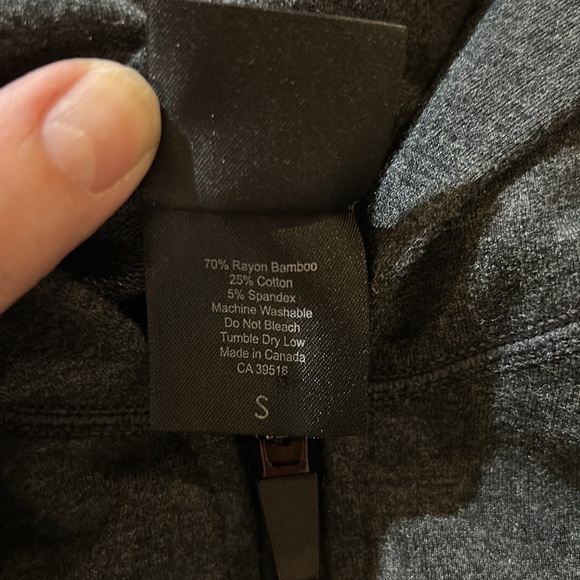 70% Rayon Bamboo
25% Cotton
5% Spandex
Machine Washable
Do Not Bleach
Tumble Dry Low
Made in Canada
CA 39516
S